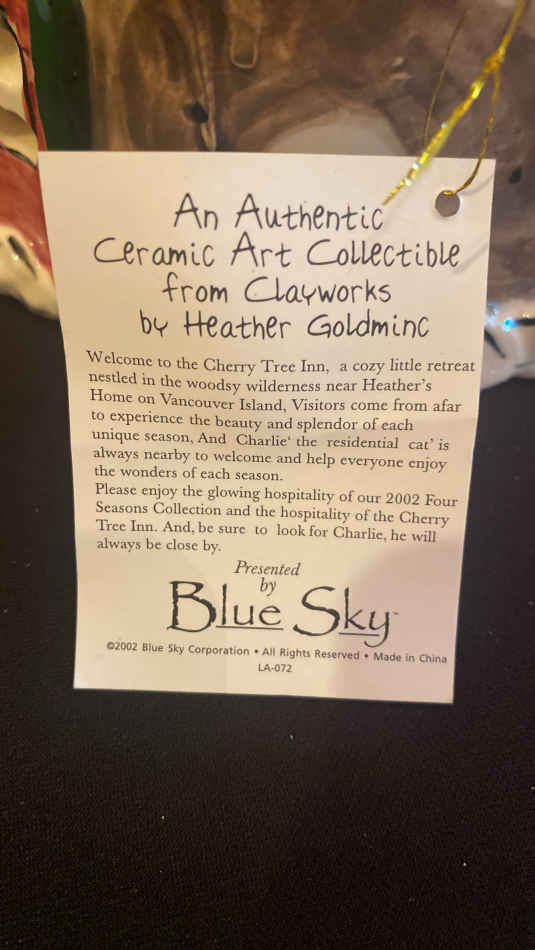 An Authentic
Ceramic Art Collectible
from Clayworks
by Heather Goldminc
Welcome to the Cherry Tree Inn, a cozy little retreat
nestled in the woodsy wilderness near Heather's
Home on Vancouver Island, Visitors come from afar
to experience the beauty and splendor of each
unique season, And Charlie‘ the residential cat’ is
always nearby to welcome and help everyone enjoy
the wonders of each season.
Please enjoy the glowing hospitality of our 2002 Four
Seasons Collection and the hospitality of the Cherry
Tree Inn. And, be sure to look for Charlie, he will
always be close by.
Presented
by
Blue Sky™
©2002 Blue Sky Corporation • All Rights Reserved • Made in China
LA-072